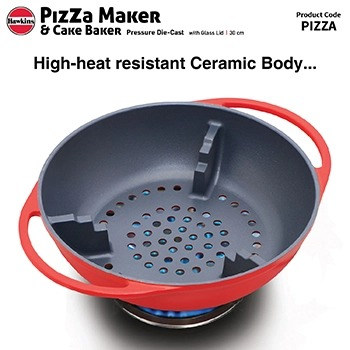 Hawkins
PIZZA MAKER
& CAKE BAKER Pressure Die-Cast with Glass Lid | 30 cm
Product Code
PIZZA
High-heat resistant Ceramic Body...